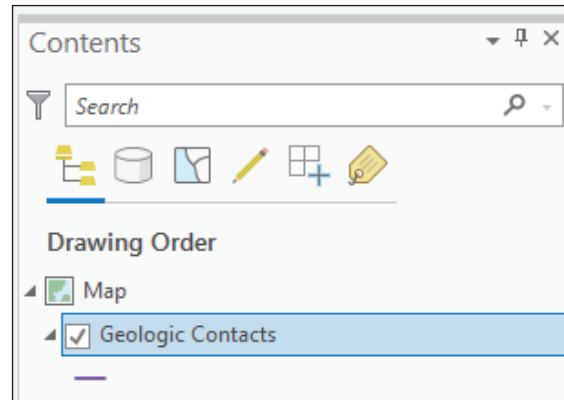 Contents
Search
Drawing Order
Map
Geologic Contacts